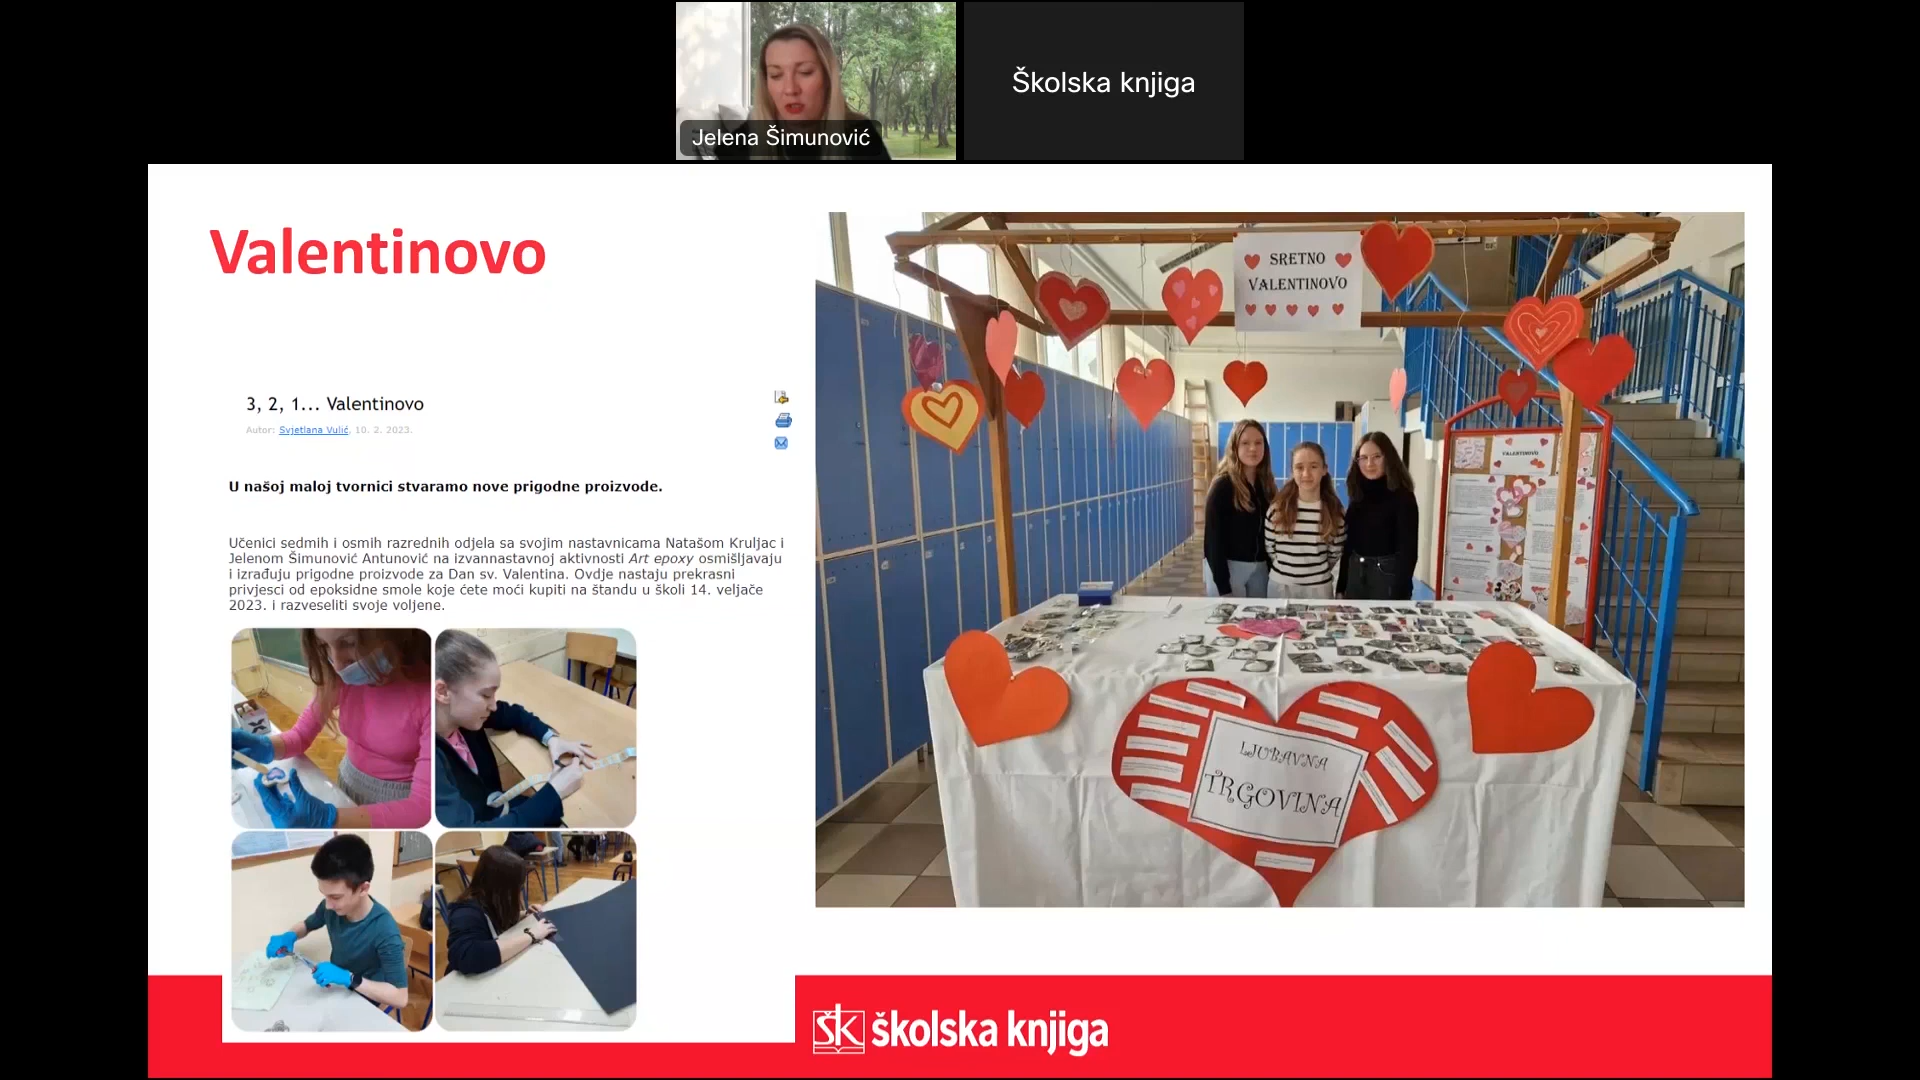 Jelena Šimunović
Školska knjiga
Valentinovo
3, 2, 1... Valentinovo
Autor: Svjetlana Vulić, 10. 2. 2023.
U našoj maloj tvornici stvaramo nove prigodne proizvode.
Učenici sedmih i osmih razrednih odjela sa svojim nastavnicama Natašom Kruljac i
Jelenom Šimunović Antunović na izvannastavnoj aktivnosti Art epoxy osmišljavaju
i izrađuju prigodne proizvode za Dan sv. Valentina. Ovdje nastaju prekrasni
privjesci od epoksidne smole koje ćete moći kupiti na štandu u školi 14. veljače
2023. i razveseliti svoje voljene.
SRETNO
VALENTINOVO
VALENTINOVO
LJUBAVNA
TRGOVINA
ŠK školska knjiga